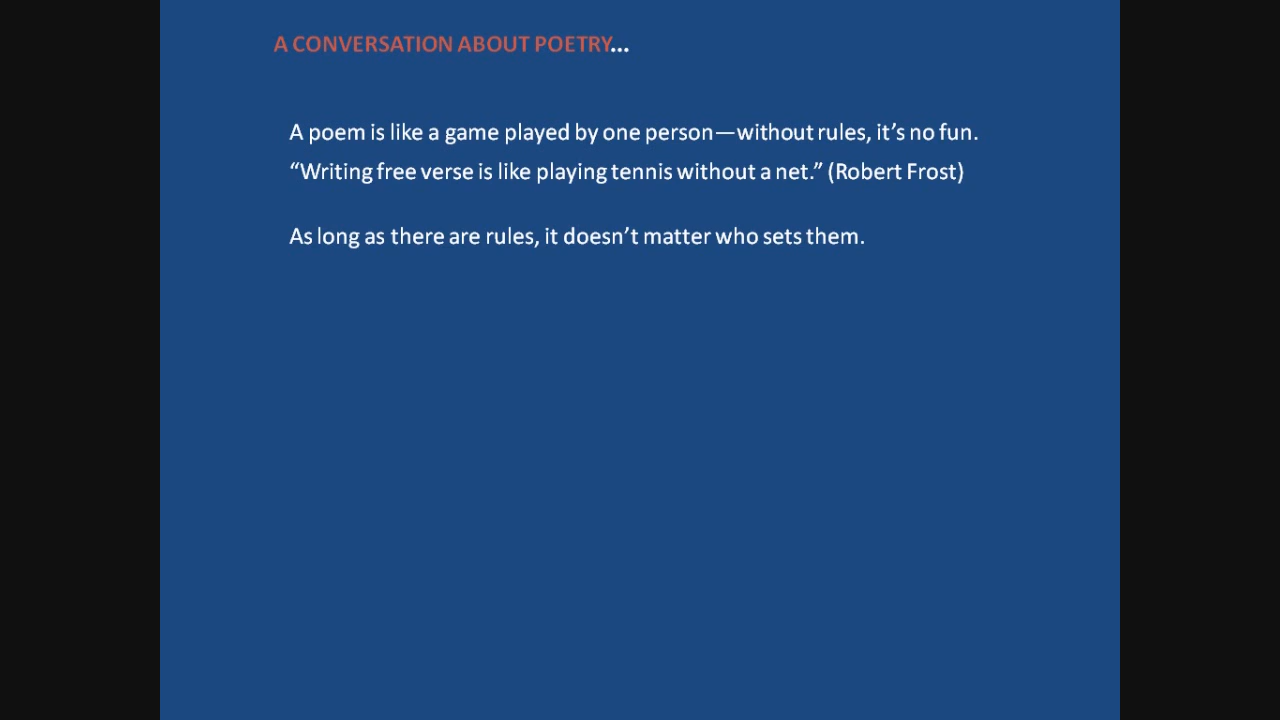 A CONVERSATION ABOUT POETRY...
A poem is like a game played by one person—without rules, it’s no fun.
“Writing free verse is like playing tennis without a net.” (Robert Frost)
As long as there are rules, it doesn’t matter who sets them.